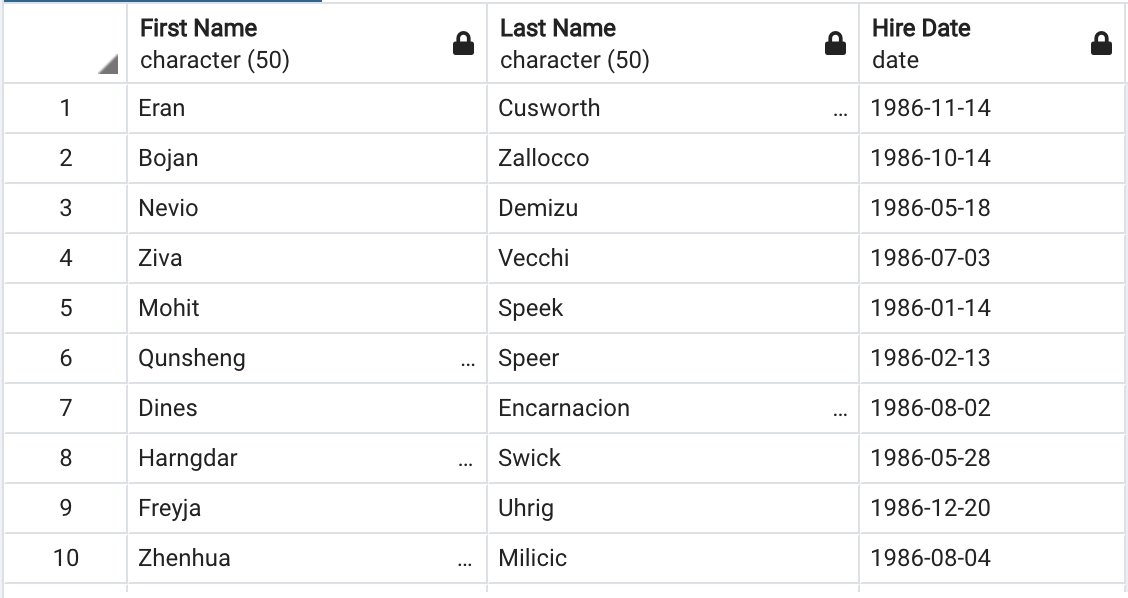 First Name Last Name Hire Date
character (50) character (50) date
1 Eran Cusworth ... 1986-11-14
2 Bojan Zallocco 1986-10-14
3 Nevio Demizu 1986-05-18
4 Ziva Vecchi 1986-07-03
5 Mohit Speek 1986-01-14
6 Qunsheng ... Speer 1986-02-13
7 Dines Encarnacion ... 1986-08-02
8 Harngdar ... Swick 1986-05-28
9 Freyja Uhrig 1986-12-20
10 Zhenhua ... Milicic 1986-08-04